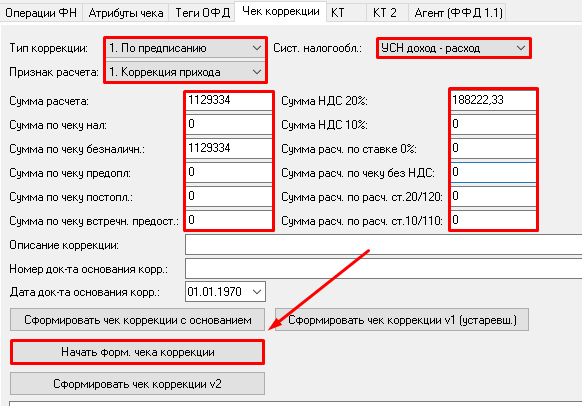 Операции ФН Атрибуты чека Теги ОФД Чек коррекции КТ КТ 2 Агент (ФФД 1.1)
Тип коррекции: 1. По предписанию Сист. налогообл.: УСН доход - расход
Признак расчета: 1. Коррекция прихода
Сумма расчета: 1129334 Сумма НДС 20%: 188222,33
Сумма по чеку нал: 0 Сумма НДС 10%: 0
Сумма по чеку безналичн.: 1129334 Сумма расч. по ставке 0%: 0
Сумма по чеку предопл: 0 Сумма расч. по чеку без НДС: 0
Сумма по чеку постопл.: 0 Сумма расч. по расч. ст.20/120: 0
Сумма по чеку встречн. предост.: 0 Сумма расч. по расч. ст.10/110: 0
Описание коррекции:
Номер док-та основания корр.:
Дата док-та основания корр.: 01.01.1970
Сформировать чек коррекции с основанием Сформировать чек коррекции v1 (устаревш.)
Начать форм. чека коррекции
Сформировать чек коррекции v2